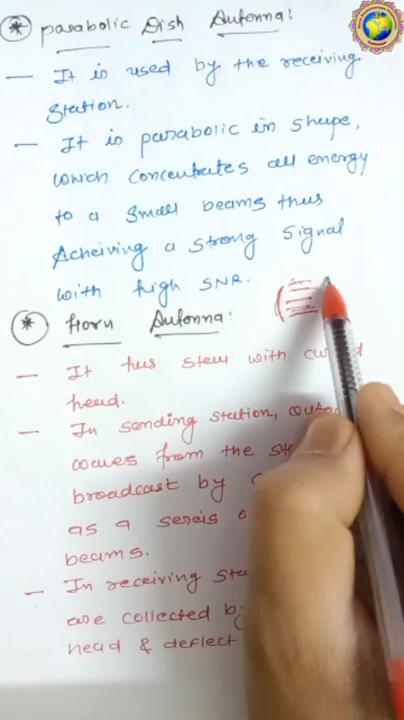 * parabolic Dish Antenna:
— It is used by the receiving
station.
— It is parabolic in shape,
which concentrates all energy
to a small beams thus
Acheiving a strong signal
with high SNR.
* Horn Antenna:
— It has stem with
head.
— In sending station,
comes from the
broadcast by
as a sereis
beams.
— In receiving
are collected
head & deflect